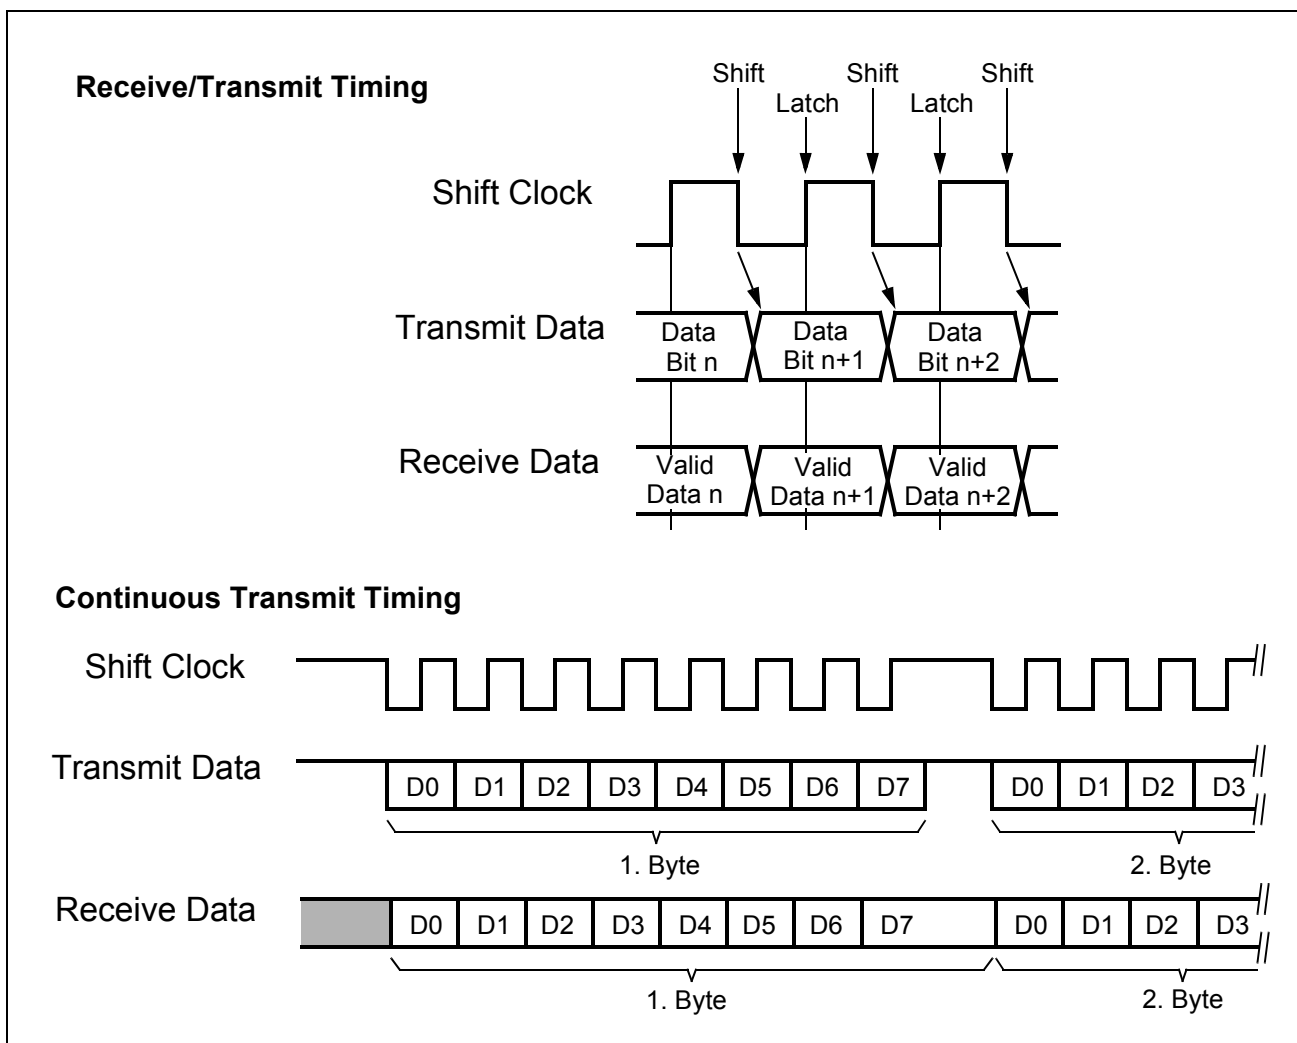 Receive/Transmit Timing
Shift Shift Shift
Latch Latch
Shift Clock
Transmit Data
Data Bit n
Data Bit n+1
Data Bit n+2
Receive Data
Valid Data n
Valid Data n+1
Valid Data n+2
Continuous Transmit Timing
Shift Clock
Transmit Data
D0 D1 D2 D3 D4 D5 D6 D7 D0 D1 D2 D3
1. Byte 2. Byte
Receive Data
D0 D1 D2 D3 D4 D5 D6 D7 D0 D1 D2 D3
1. Byte 2. Byte